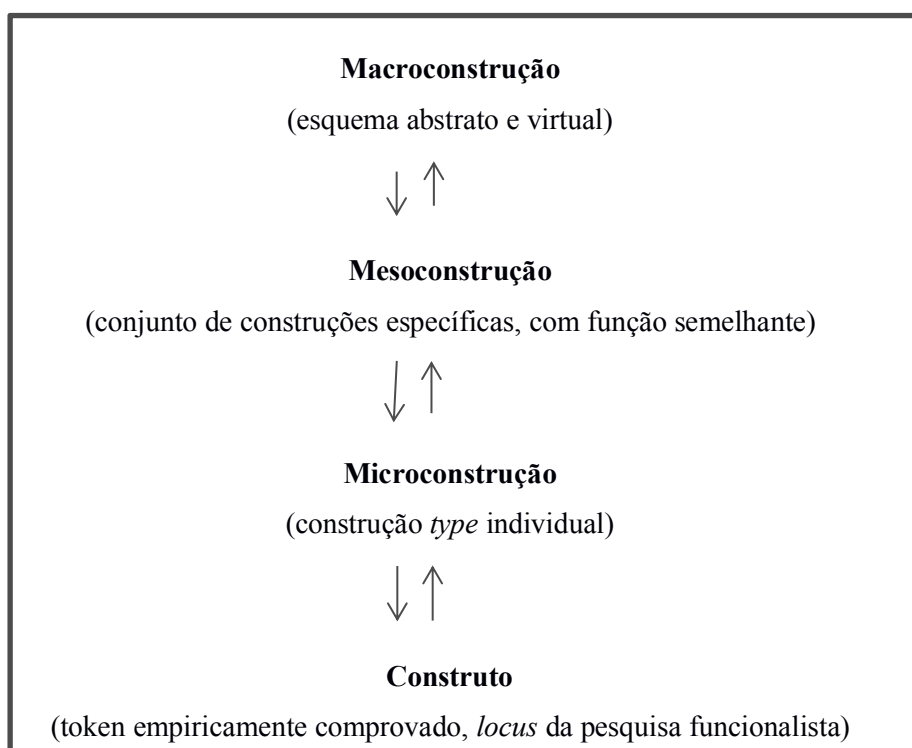 Macroconstrução
(esquema abstrato e virtual)
Mesoconstrução
(conjunto de construções específicas, com função semelhante)
Microconstrução
(construção type individual)
Construto
(token empiricamente comprovado, locus da pesquisa funcionalista)